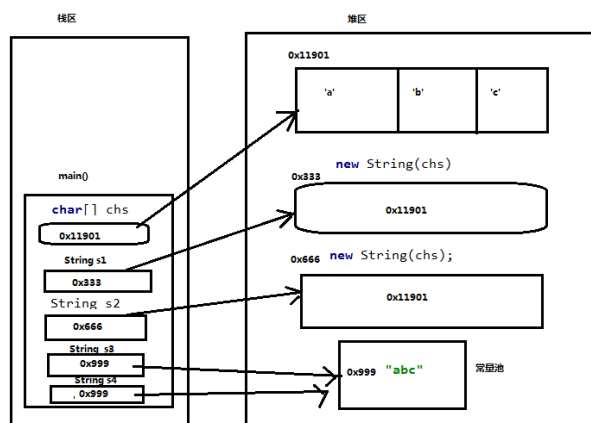 栈区
堆区
0x11901
'a' 'b' 'c'
new String(chs)
0x333
0x11901
main()
char[] chs
0x11901
0x666 new String(chs);
String s1
0x333
0x11901
String s2
0x666
String s3
0x999
0x999 "abc"
常量池
String s4
, 0x999